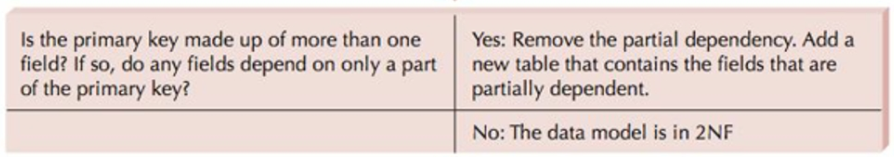 Is the primary key made up of more than one
field? If so, do any fields depend on only a part
of the primary key?
Yes: Remove the partial dependency. Add a
new table that contains the fields that are
partially dependent.
No: The data model is in 2NF